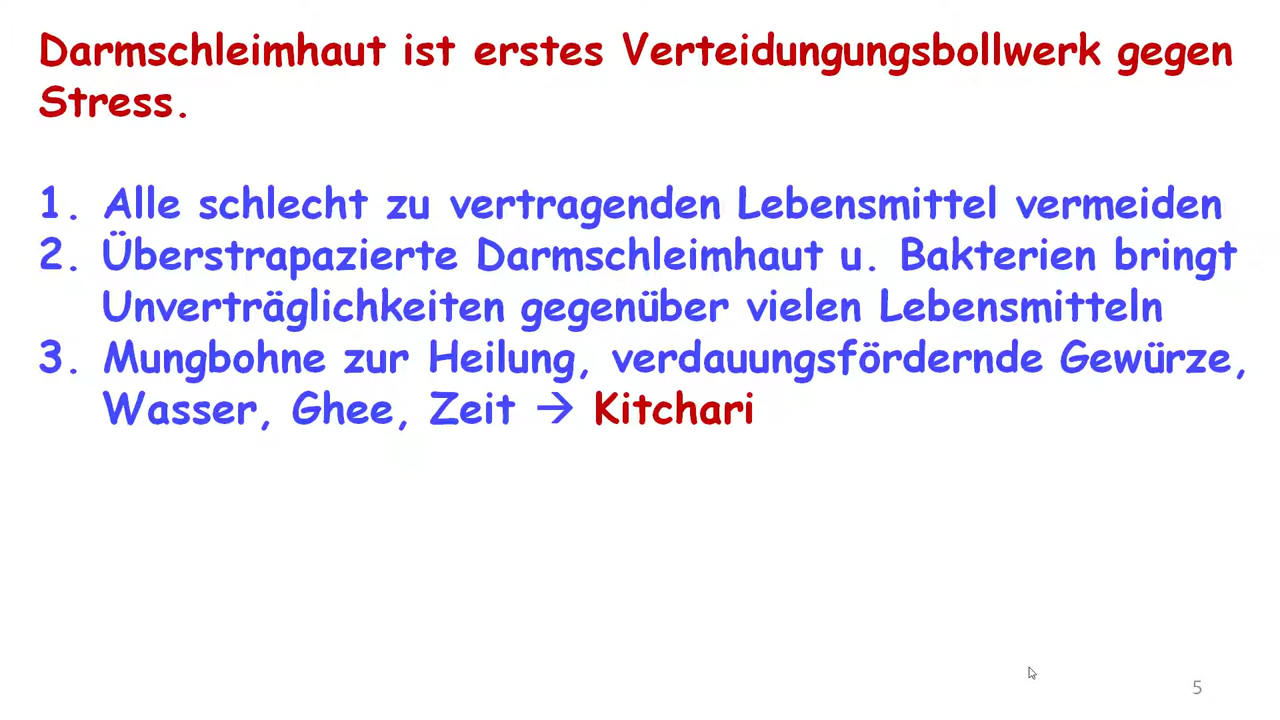 Darmschleimhaut ist erstes Verteidungungsbollwerk gegen
Stress.
1. Alle schlecht zu vertragenden Lebensmittel vermeiden
2. Überstrapazierte Darmschleimhaut u. Bakterien bringt
Unverträglichkeiten gegenüber vielen Lebensmitteln
3. Mungbohne zur Heilung, verdauungsfördernde Gewürze,
Wasser, Ghee, Zeit → Kitchari
5